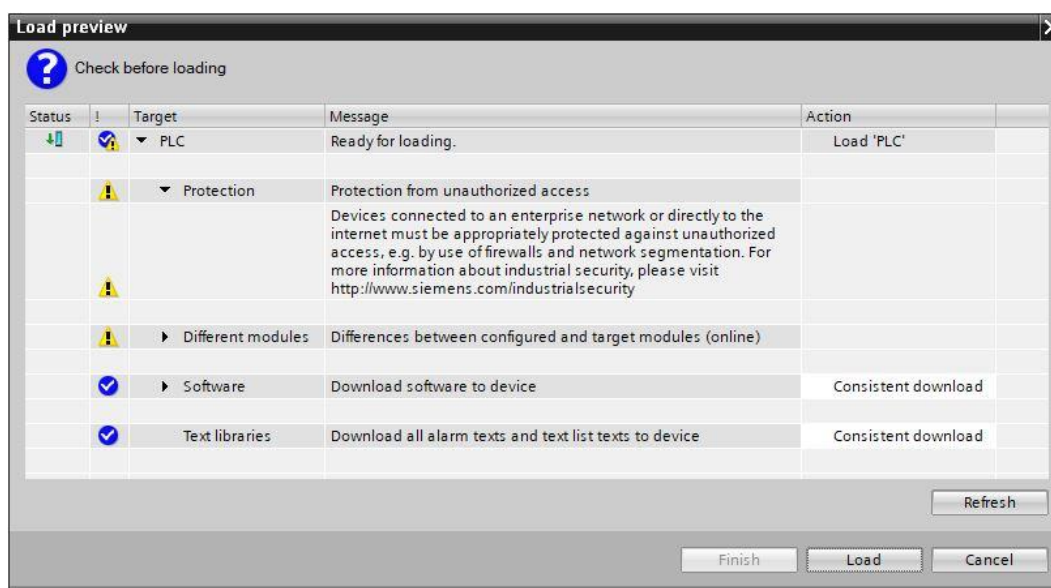 Load preview
Check before loading
Status ! Target Message Action
PLC Ready for loading. Load 'PLC'
Protection Protection from unauthorized access
Devices connected to an enterprise network or directly to the
internet must be appropriately protected against unauthorized
access, e.g. by use of firewalls and network segmentation. For
more information about industrial security, please visit
http://www.siemens.com/industrialsecurity
Different modules Differences between configured and target modules (online)
Software Download software to device Consistent download
Text libraries Download all alarm texts and text list texts to device Consistent download
Refresh
Finish Load Cancel